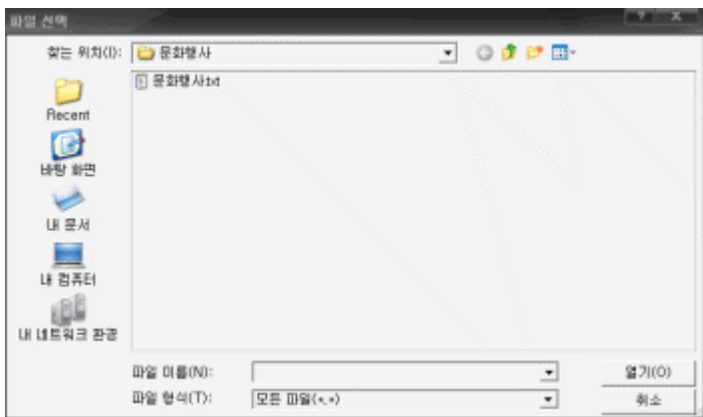 파일 선택
찾는 위치(I): 문화행사
문화행사.txt
Recent
바탕 화면
내 문서
내 컴퓨터
내 네트워크 환경
파일 이름(N): 열기(O)
파일 형식(T): 모든 파일(*.*) 취소